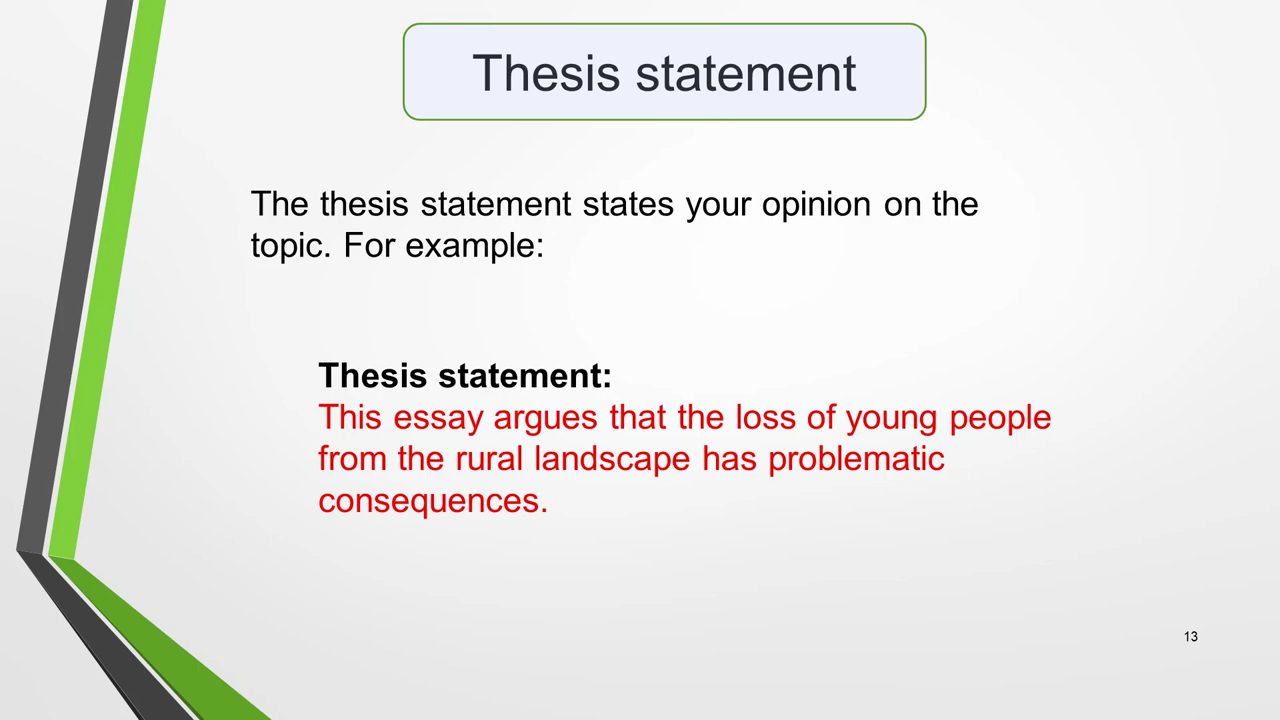 Thesis statement
The thesis statement states your opinion on the
topic. For example:
Thesis statement:
This essay argues that the loss of young people
from the rural landscape has problematic
consequences.
13